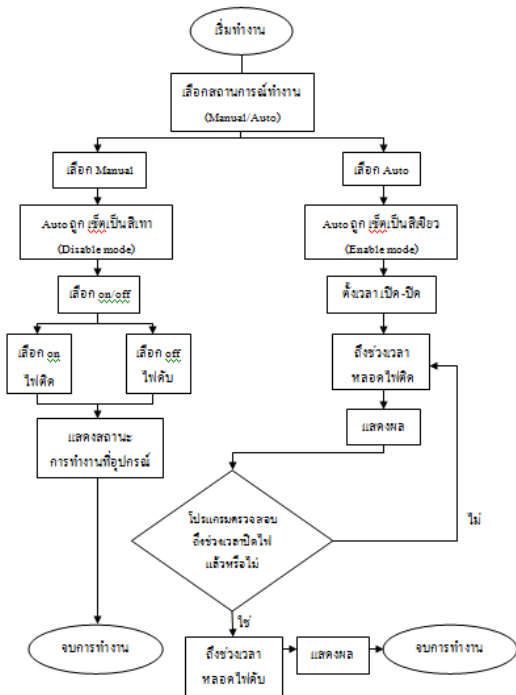 เริ่มทำงาน
เลือกสถานการณ์ทำงาน
(Manual/Auto)
เลือก Manual
เลือก Auto
Auto ถูก เซ็ตเป็นสีเทา
(Disable mode)
Auto ถูก เซ็ตเป็นสีเขียว
(Enable mode)
เลือก on/off
ตั้งเวลา เปิด-ปิด
เลือก on
ไฟติด
เลือก off
ไฟดับ
ถึงช่วงเวลา
หลอดไฟติด
แสดงสถานะ
การทำงานที่อุปกรณ์
แสดงผล
โปรแกรมตรวจสอบ
ถึงช่วงเวลาปิดไฟ
แล้วหรือไม่
ไม่
ใช่
จบการทำงาน
ถึงช่วงเวลา
หลอดไฟดับ
แสดงผล
จบการทำงาน